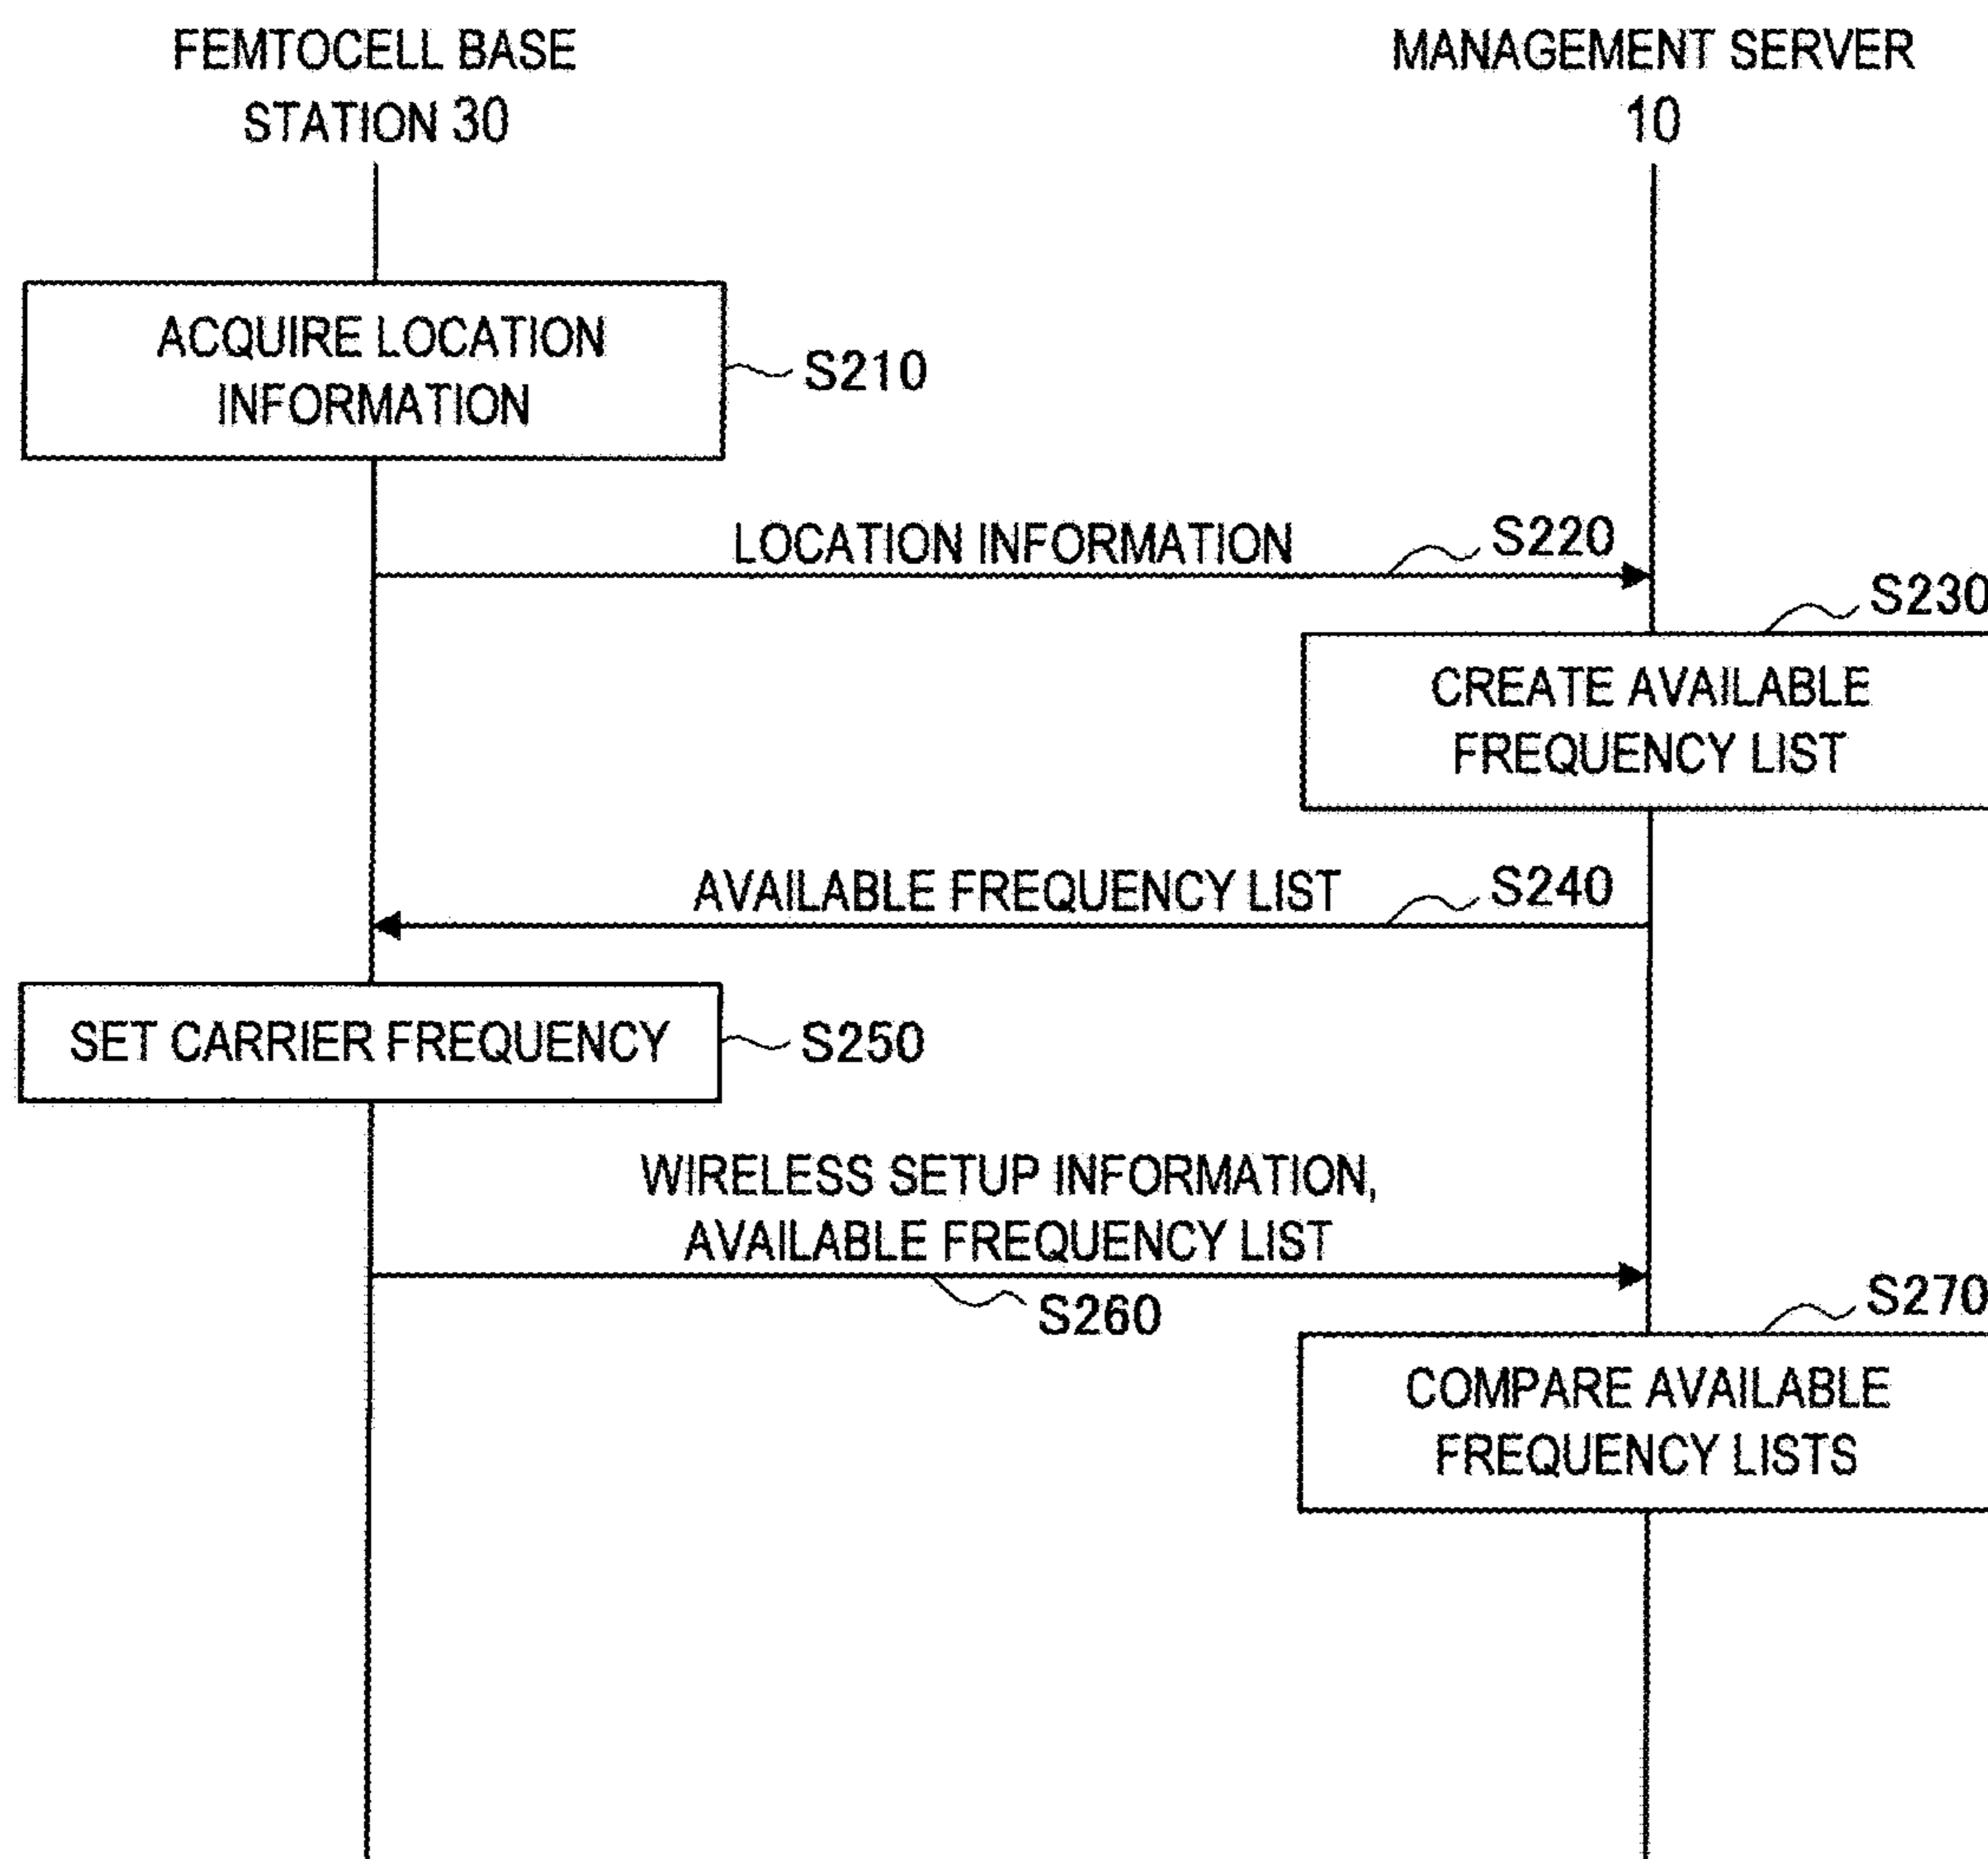 FEMTOCELL BASE
STATION 30
MANAGEMENT SERVER
10
ACQUIRE LOCATION
INFORMATION
S210
LOCATION INFORMATION
S220
S230
CREATE AVAILABLE
FREQUENCY LIST
AVAILABLE FREQUENCY LIST
S240
SET CARRIER FREQUENCY
S250
WIRELESS SETUP INFORMATION,
AVAILABLE FREQUENCY LIST
S260
S270
COMPARE AVAILABLE
FREQUENCY LISTS